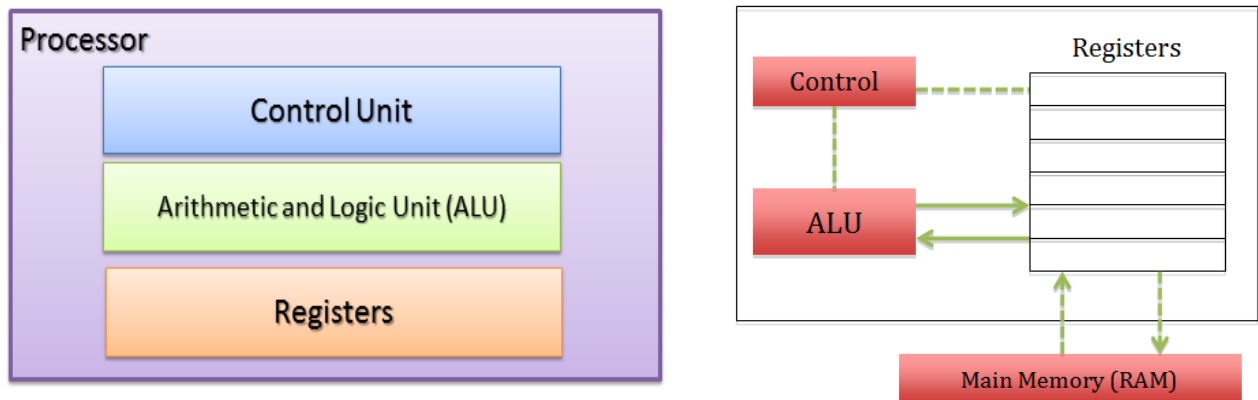 Processor
Control Unit
Arithmetic and Logic Unit (ALU)
Registers
Registers
Control
ALU
Main Memory (RAM)